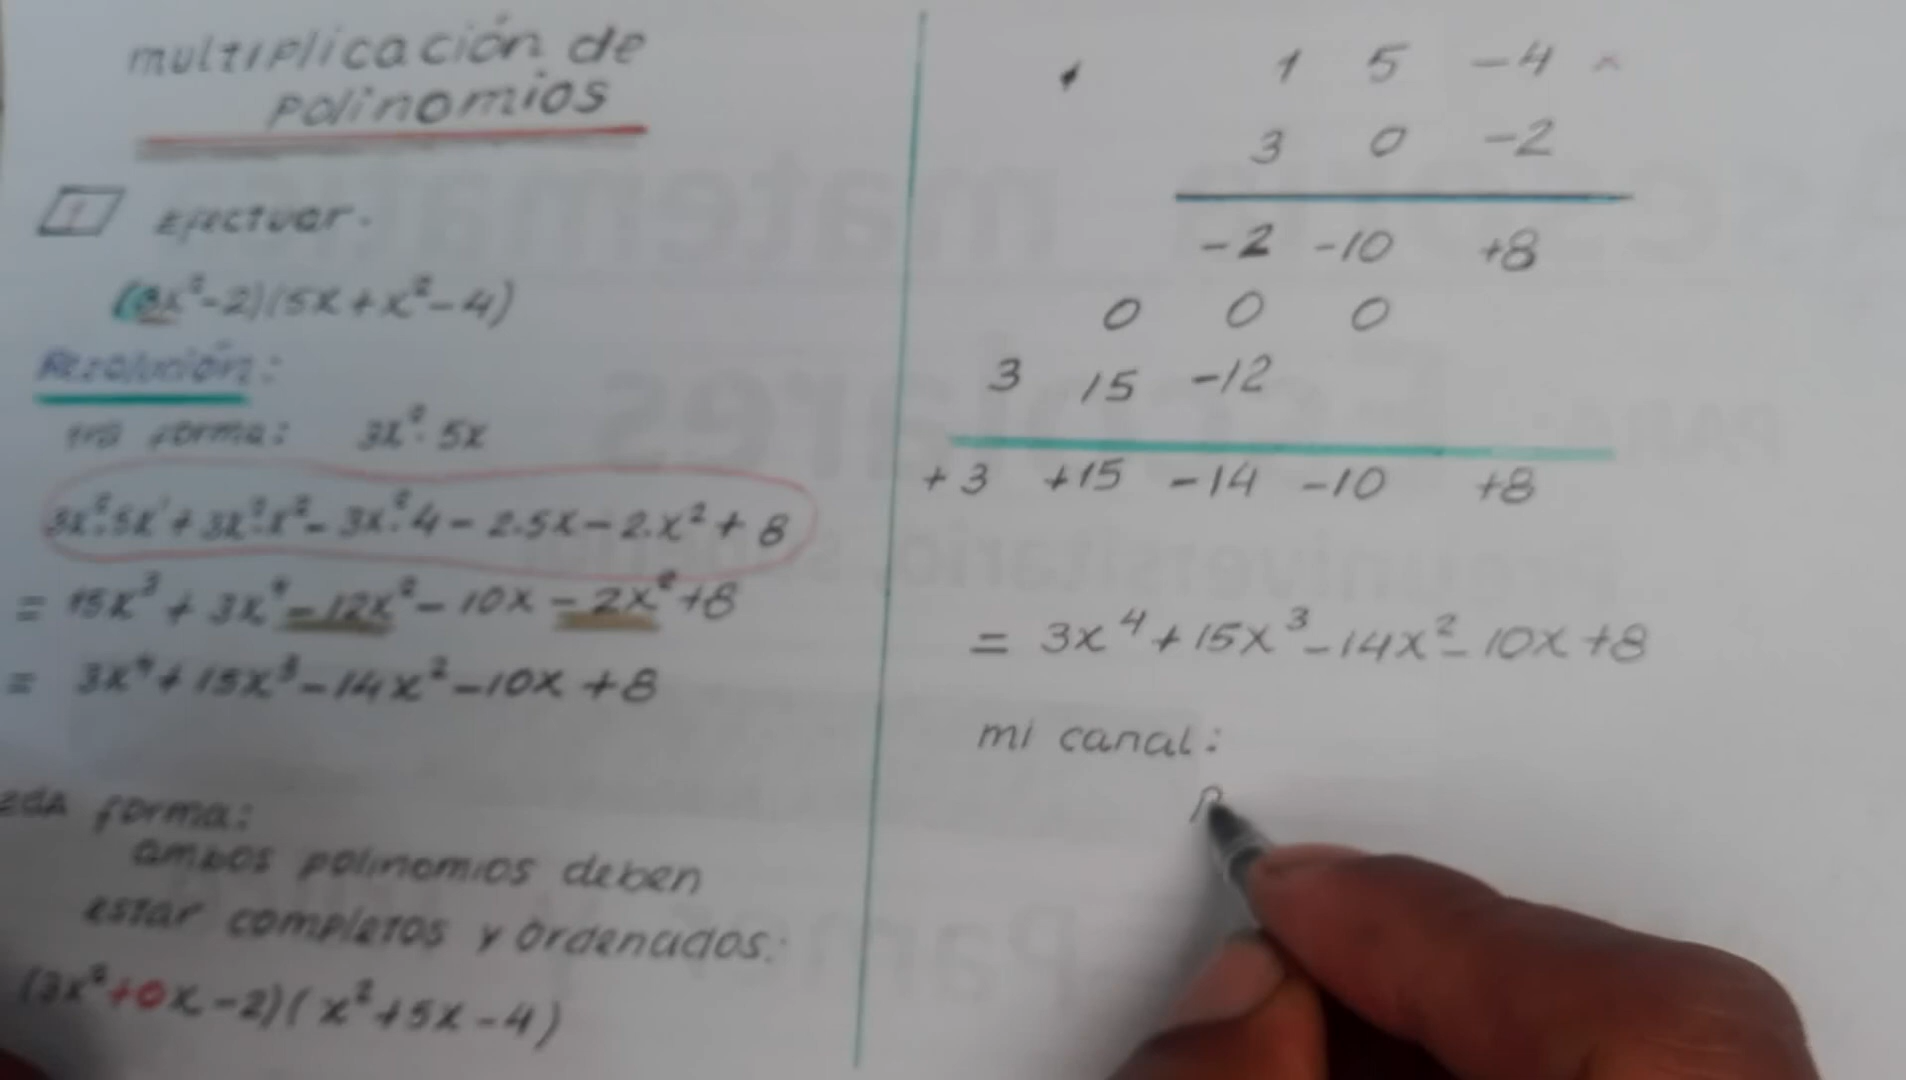 multiplicación de
polinomios
1 Efectuar.
(3x²-2)(5x+x²-4)
Resolución:
1ra forma: 3x²·5x
3x²·5x¹+3x²·x²-3x²·4-2.5x-2.x²+8
= 15x³+3x⁴-12x²-10x-2x²+8
= 3x⁴+15x³-14x²-10x+8
2da forma:
ambos polinomios deben
estar completos y ordenados:
(3x²+0x-2)(x²+5x-4)
1 5 -4 ×
3 0 -2
-2 -10 +8
0 0 0
3 15 -12
+3 +15 -14 -10 +8
= 3x⁴+15x³-14x²-10x+8
mi canal: